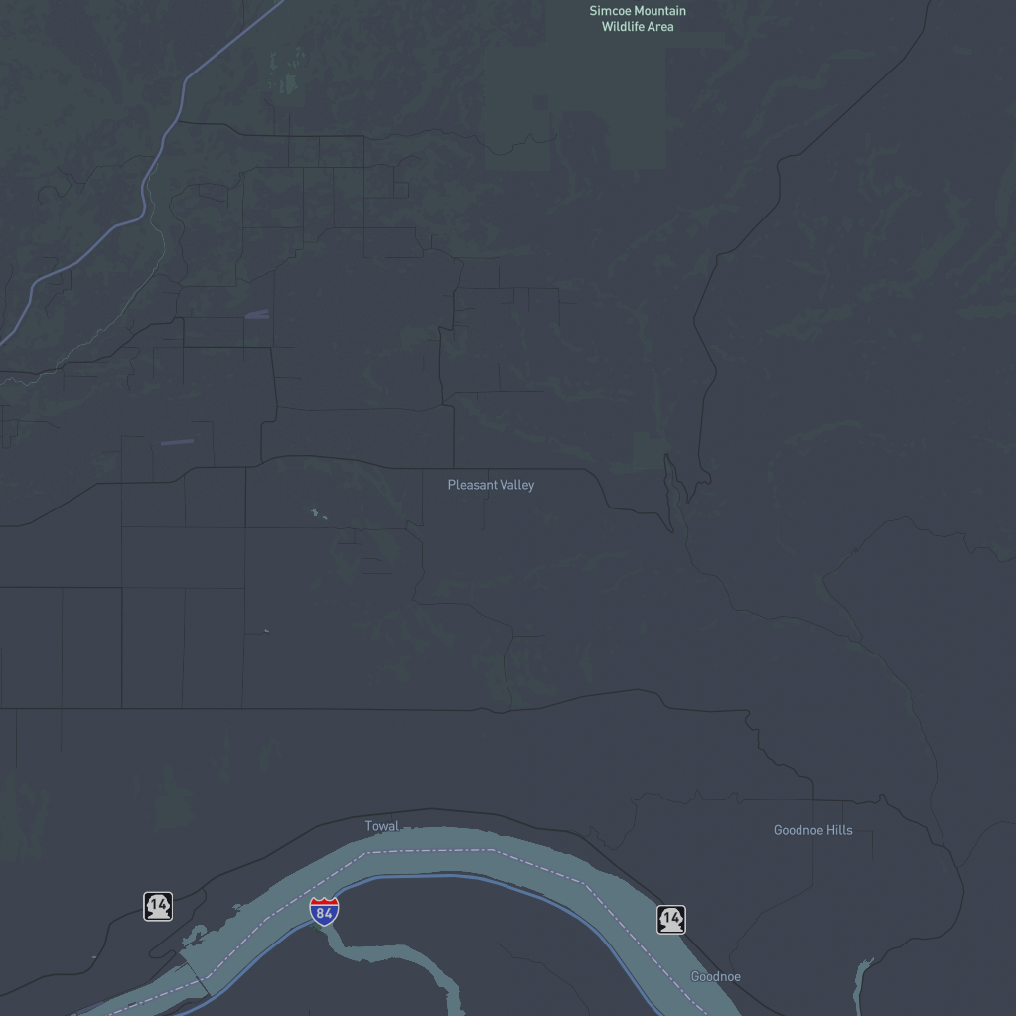 Simcoe Mountain
Wildlife Area
Pleasant Valley
Towal
Goodnoe Hills
14
84
14
Goodnoe